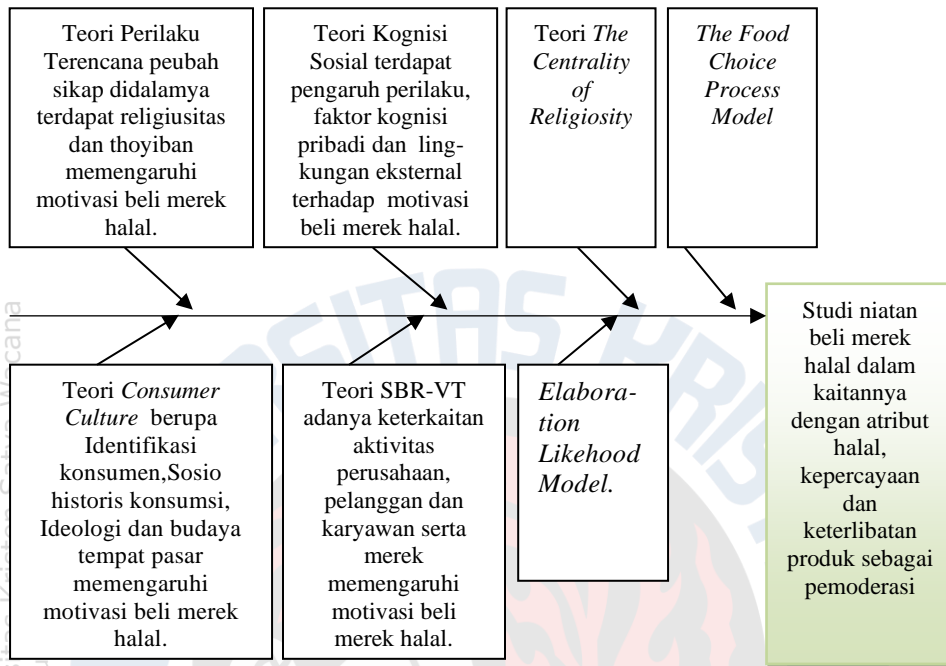 Teori Perilaku
Terencana peubah
sikap didalamya
terdapat religiusitas
dan thoyiban
memengaruhi
motivasi beli merek
halal.
Teori Kognisi
Sosial terdapat
pengaruh perilaku,
faktor kognisi
pribadi dan ling-
kungan eksternal
terhadap motivasi
beli merek halal.
Teori The
Centrality
of
Religiosity
The Food
Choice
Process
Model
Teori Consumer
Culture berupa
Identifikasi
konsumen,Sosio
historis konsumsi,
Ideologi dan budaya
tempat pasar
memengaruhi
motivasi beli merek
halal.
Teori SBR-VT
adanya keterkaitan
aktivitas
perusahaan,
pelanggan dan
karyawan serta
merek
memengaruhi
motivasi beli
merek halal.
Elabora-
tion
Likehood
Model.
Studi niatan
beli merek
halal dalam
kaitannya
dengan atribut
halal,
kepercayaan
dan
keterlibatan
produk sebagai
pemoderasi
sitas Kristen Satya Wacana